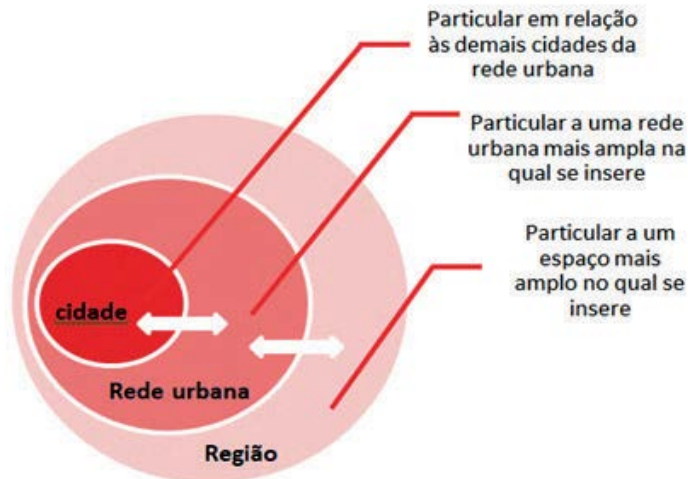 Particular em relação
às demais cidades da
rede urbana
Particular a uma rede
urbana mais ampla na
qual se insere
Particular a um
espaço mais
amplo no qual se
insere
cidade
Rede urbana
Região